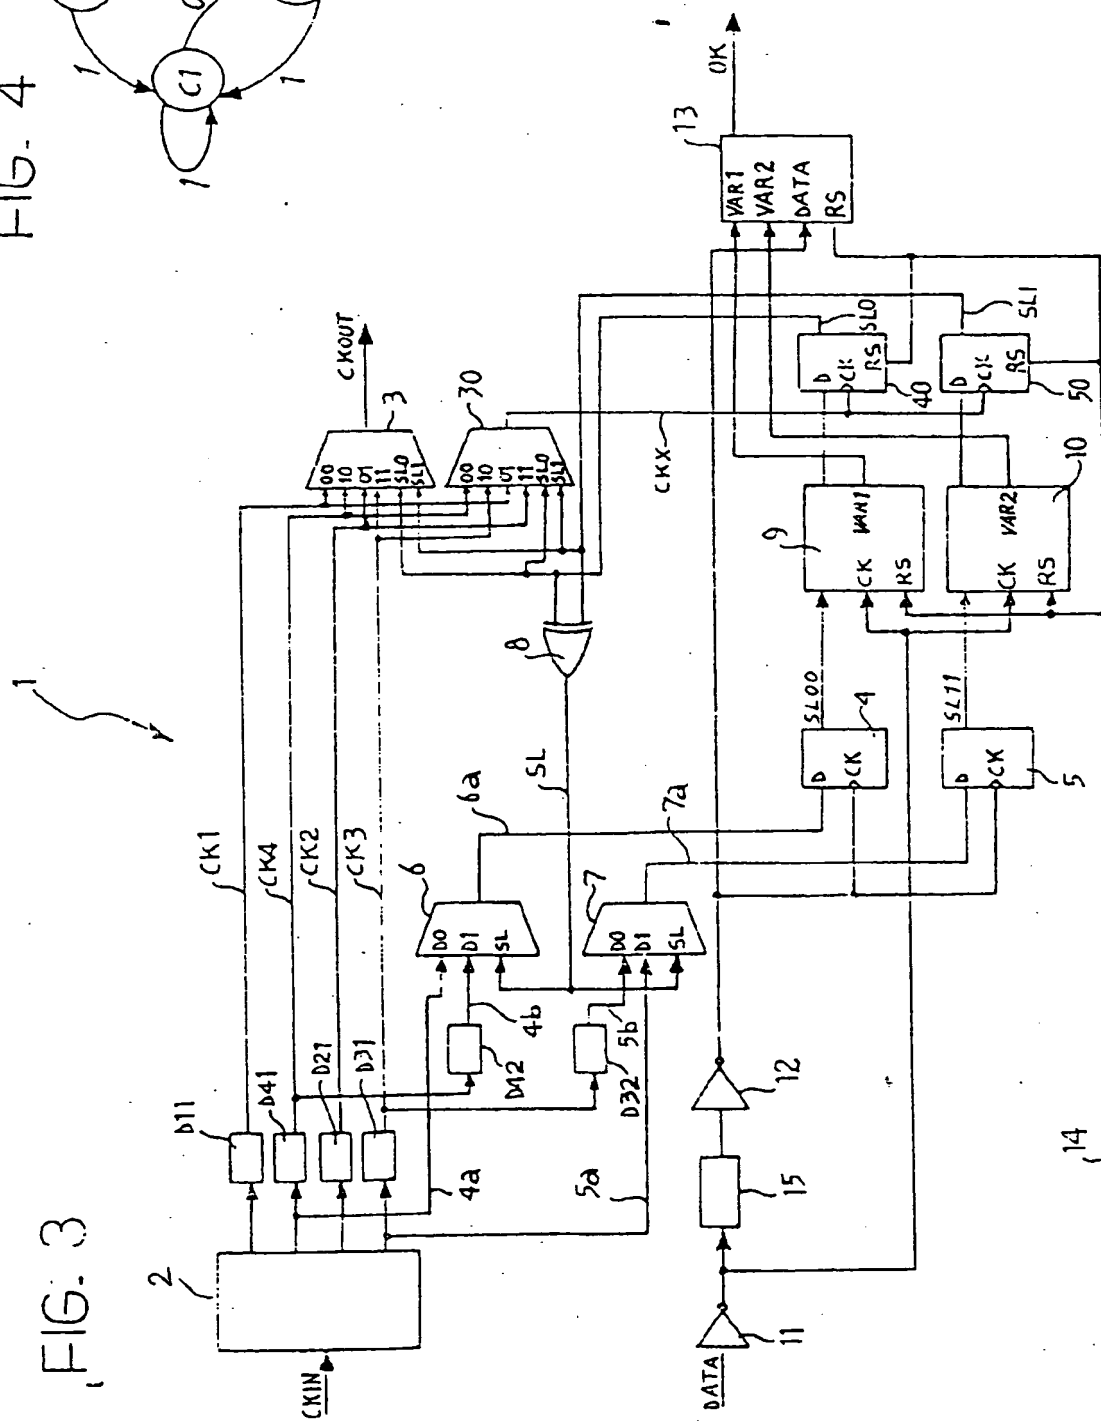 FIG. 3
FIG. 4
1
C1
1
1
1
CKIN
2
D11
D41
D21
D31
CK1
CK4
CK2
CK3
4a
5a
D42
D32
4b
5b
6
D0
D1
SL
7
D0
D1
SL
6a
7a
SL
8
00
10
01
11
SL0
SL1
3
CKOUT
00
10
01
11
SL0
SL1
30
CKX
DATA
11
15
12
14
D
CK
4
SL00
D
CK
5
SL11
9
CK
VAR1
RS
10
CK
VAR2
RS
D
CK
RS
40
SL0
D
CK
RS
50
SL1
13
VAR1
VAR2
DATA
RS
OK